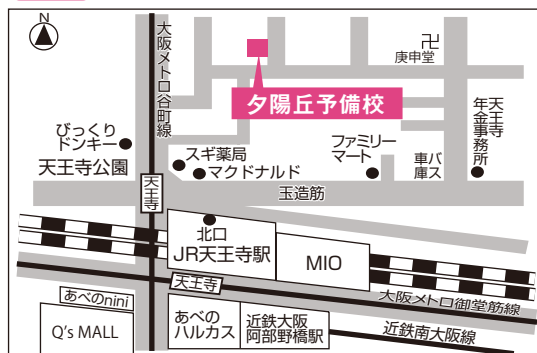 N
大阪メトロ谷町線
庚申堂
夕陽丘予備校
天王寺
年金事務所
びっくり
ドンキー
天王寺公園
スギ薬局
マクドナルド
ファミリー
マート
バス
車庫
天王寺
玉造筋
北口
JR天王寺駅
MIO
天王寺
大阪メトロ御堂筋線
あべのnini
Q's MALL
あべの
ハルカス
近鉄大阪
阿部野橋駅
近鉄南大阪線